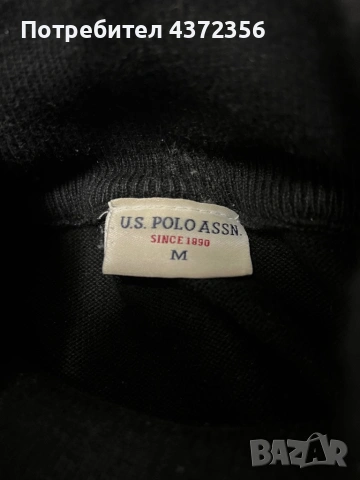 Потребител 4372356
U.S. POLO ASSN.
SINCE 1890
M
BAZAR